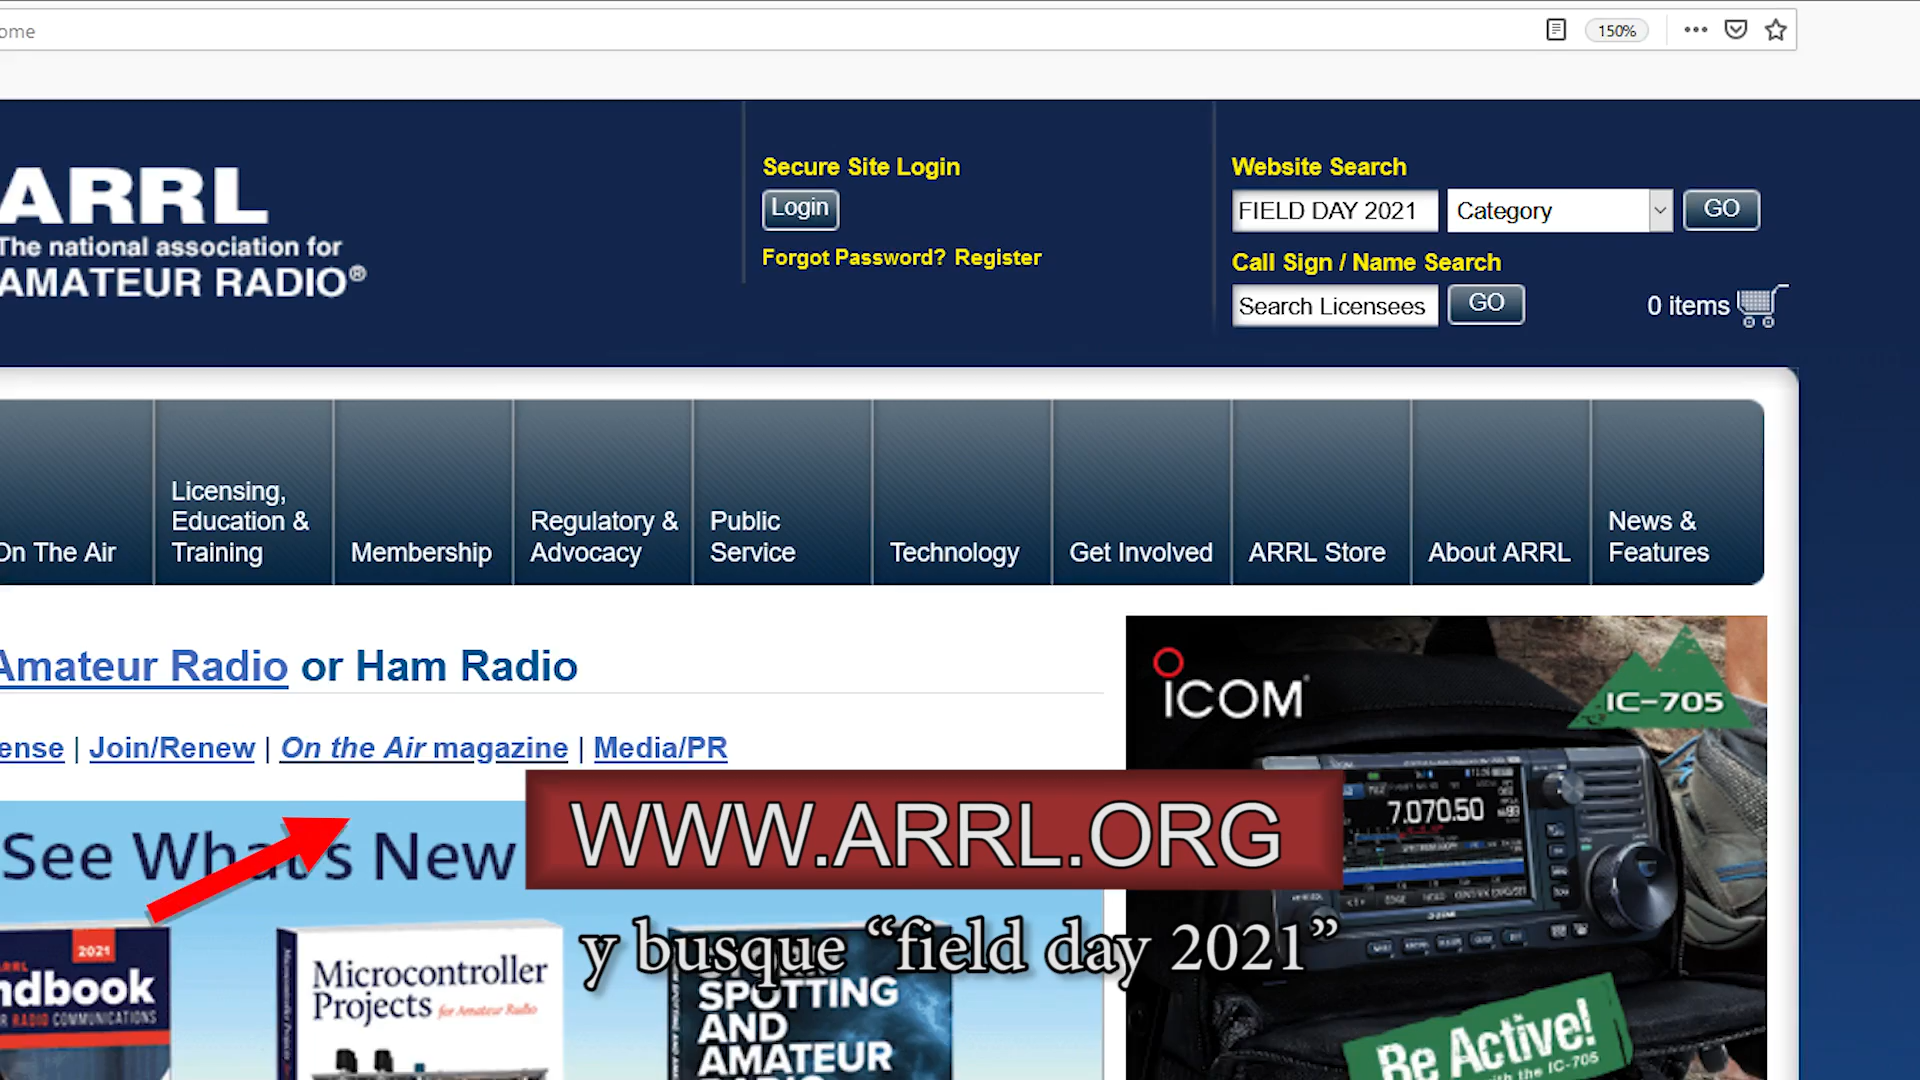 ome
150%
ARRL
The national association for
AMATEUR RADIO®
Secure Site Login
Login
Forgot Password? Register
Website Search
FIELD DAY 2021
Category
GO
Call Sign / Name Search
Search Licensees
GO
0 items
On The Air
Licensing,
Education &
Training
Membership
Regulatory &
Advocacy
Public
Service
Technology
Get Involved
ARRL Store
About ARRL
News &
Features
Amateur Radio or Ham Radio
ense | Join/Renew | On the Air magazine | Media/PR
See What's New
WWW.ARRL.ORG
y busque “field day 2021”
2021
ARRL
ndbook
OR RADIO COMMUNICATIONS
Microcontroller
Projects for Amateur Radio
SPOTTING
AND
AMATEUR
RADIO
ICOM
IC-705
7.070.50
Be Active!
with the IC-705